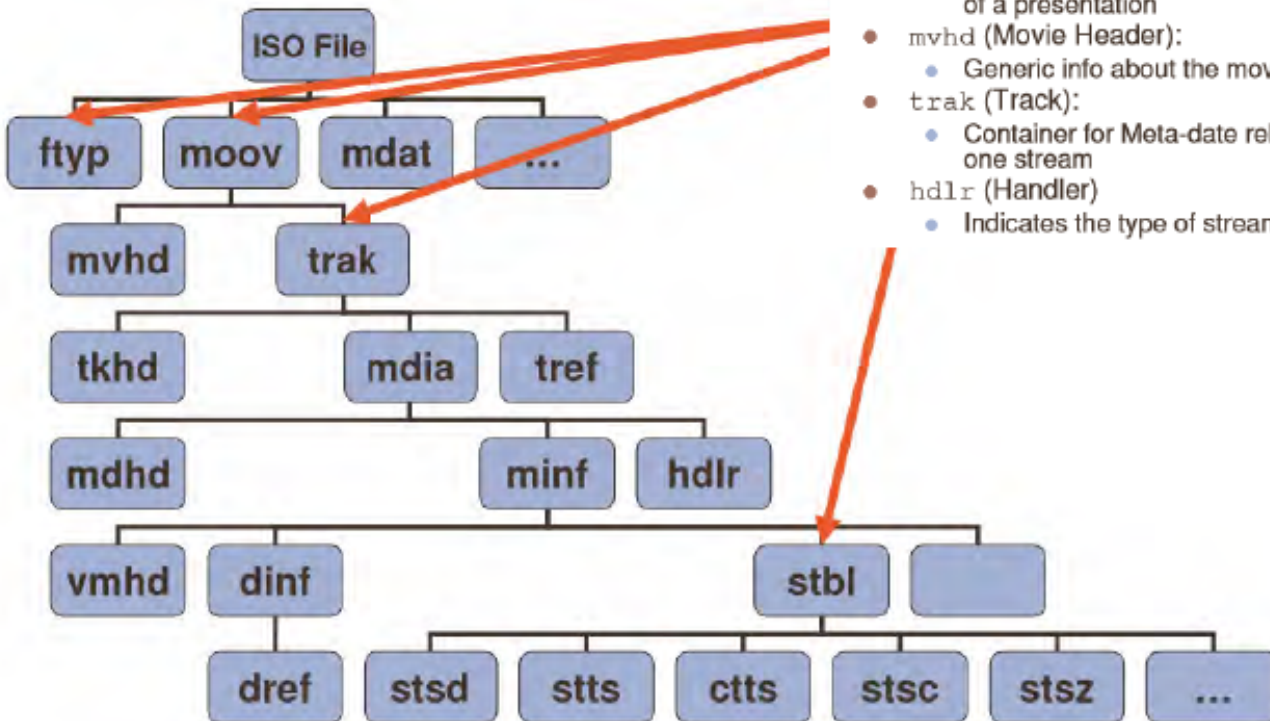 of a presentation
mvhd (Movie Header):
Generic info about the mov
trak (Track):
Container for Meta-date rel
one stream
hdlr (Handler)
Indicates the type of stream
ISO File
ftyp moov mdat ...
mvhd trak
tkhd mdia tref
mdhd minf hdlr
vmhd dinf stbl
dref stsd stts ctts stsc stsz ...